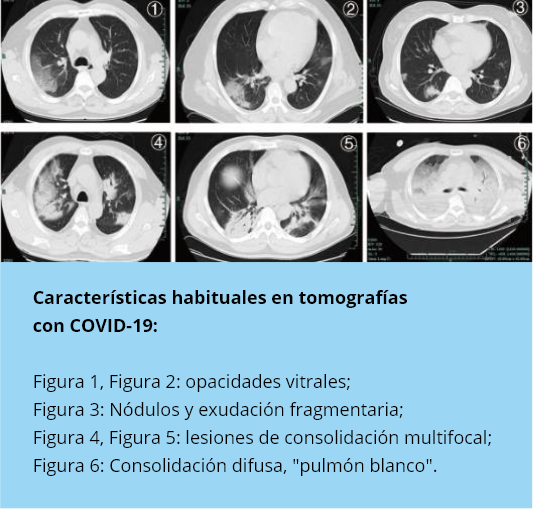 ①
②
③
④
⑤
⑥
Características habituales en tomografías
con COVID-19:
Figura 1, Figura 2: opacidades vitrales;
Figura 3: Nódulos y exudación fragmentaria;
Figura 4, Figura 5: lesiones de consolidación multifocal;
Figura 6: Consolidación difusa, "pulmón blanco".